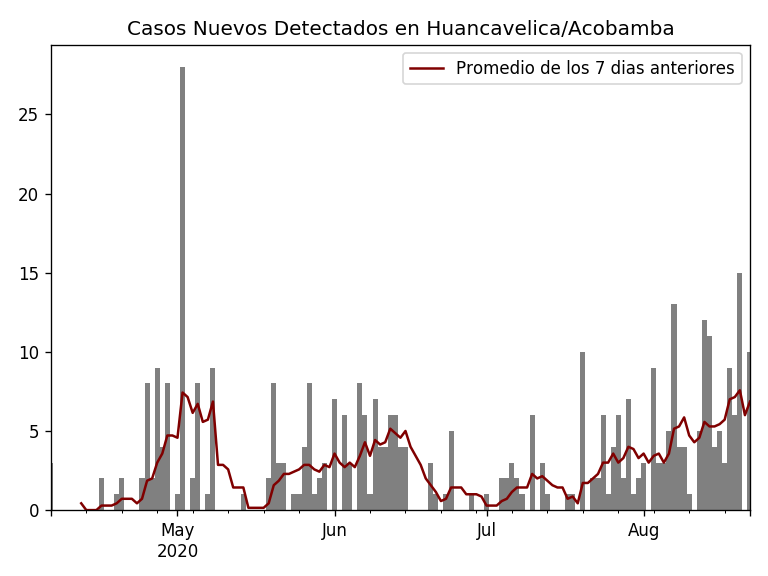 Casos Nuevos Detectados en Huancavelica/Acobamba
Promedio de los 7 dias anteriores
25
20
15
10
5
0
May
2020
Jun
Jul
Aug